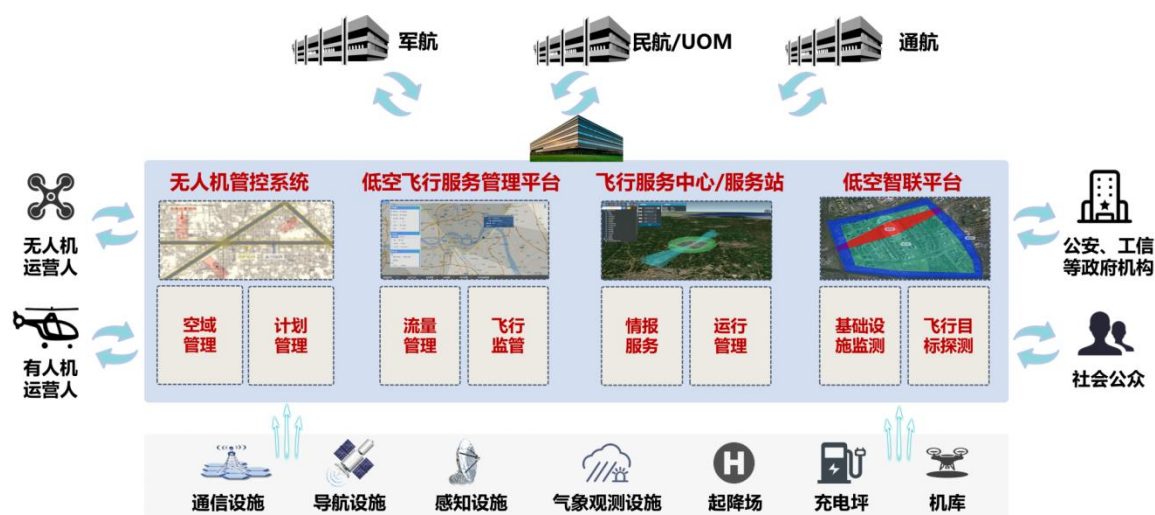 军航
民航/UOM
通航
无人机管控系统
低空飞行服务管理平台
飞行服务中心/服务站
低空智联平台
无人机
运营人
公安、工信
等政府机构
空域
管理
计划
管理
流量
管理
飞行
监管
情报
服务
运行
管理
基础设
施监测
飞行目
标探测
有人机
运营人
社会公众
通信设施
导航设施
感知设施
气象观测设施
H
起降场
充电坪
机库